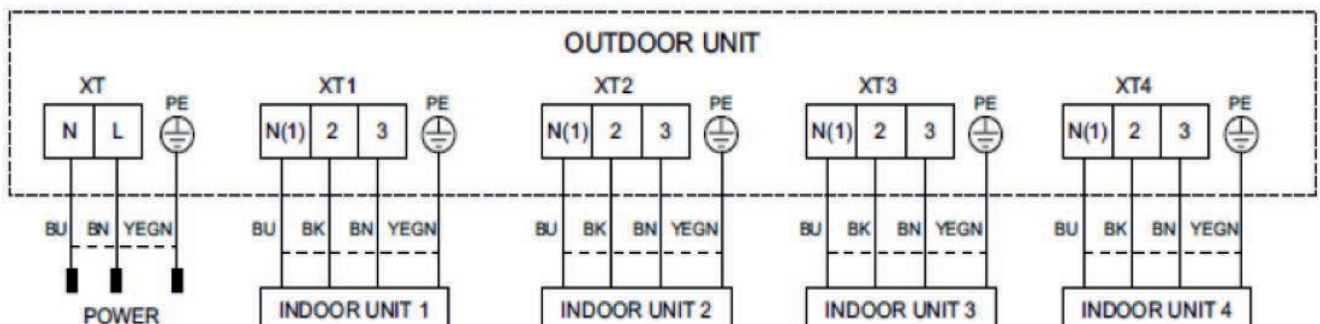 OUTDOOR UNIT
XT XT1 XT2 XT3 XT4
PE PE PE PE PE
N L N(1) 2 3 N(1) 2 3 N(1) 2 3 N(1) 2 3
BU BN YEGN BU BK BN YEGN BU BK BN YEGN BU BK BN YEGN BU BK BN YEGN
POWER INDOOR UNIT 1 INDOOR UNIT 2 INDOOR UNIT 3 INDOOR UNIT 4